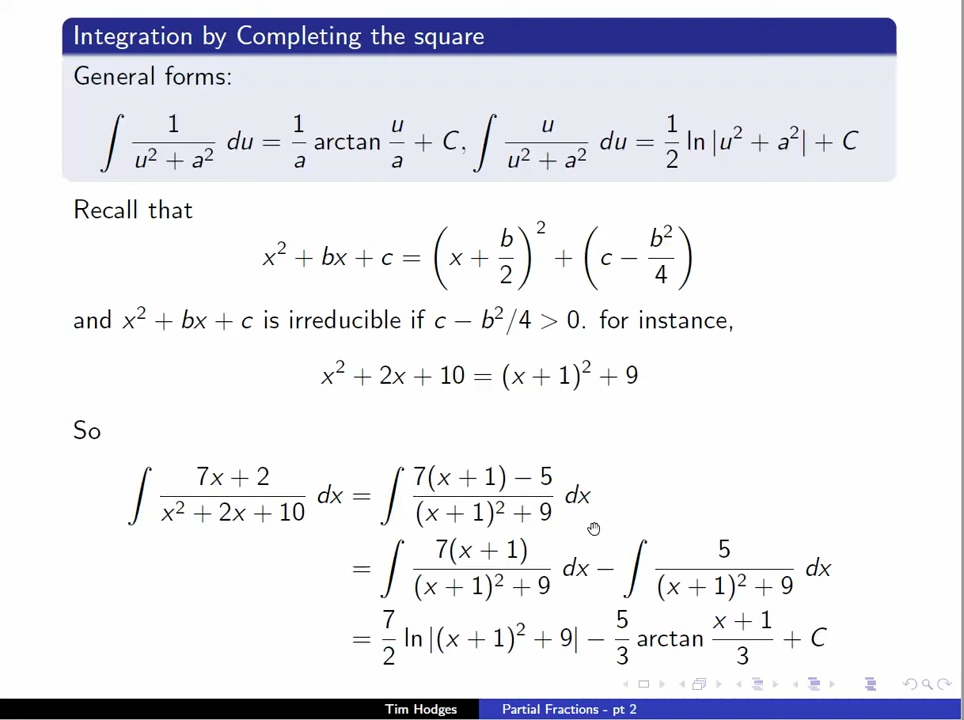 Integration by Completing the square
General forms:
∫ 1/(u² + a²) du = 1/a arctan u/a + C, ∫ u/(u² + a²) du = 1/2 ln |u² + a²| + C
Recall that
x² + bx + c = (x + b/2)² + (c − b²/4)
and x² + bx + c is irreducible if c − b²/4 > 0. for instance,
x² + 2x + 10 = (x + 1)² + 9
So
∫ (7x + 2)/(x² + 2x + 10) dx = ∫ (7(x + 1) − 5)/((x + 1)² + 9) dx
= ∫ 7(x + 1)/((x + 1)² + 9) dx − ∫ 5/((x + 1)² + 9) dx
= 7/2 ln |(x + 1)² + 9| − 5/3 arctan (x + 1)/3 + C
Tim Hodges Partial Fractions - pt 2